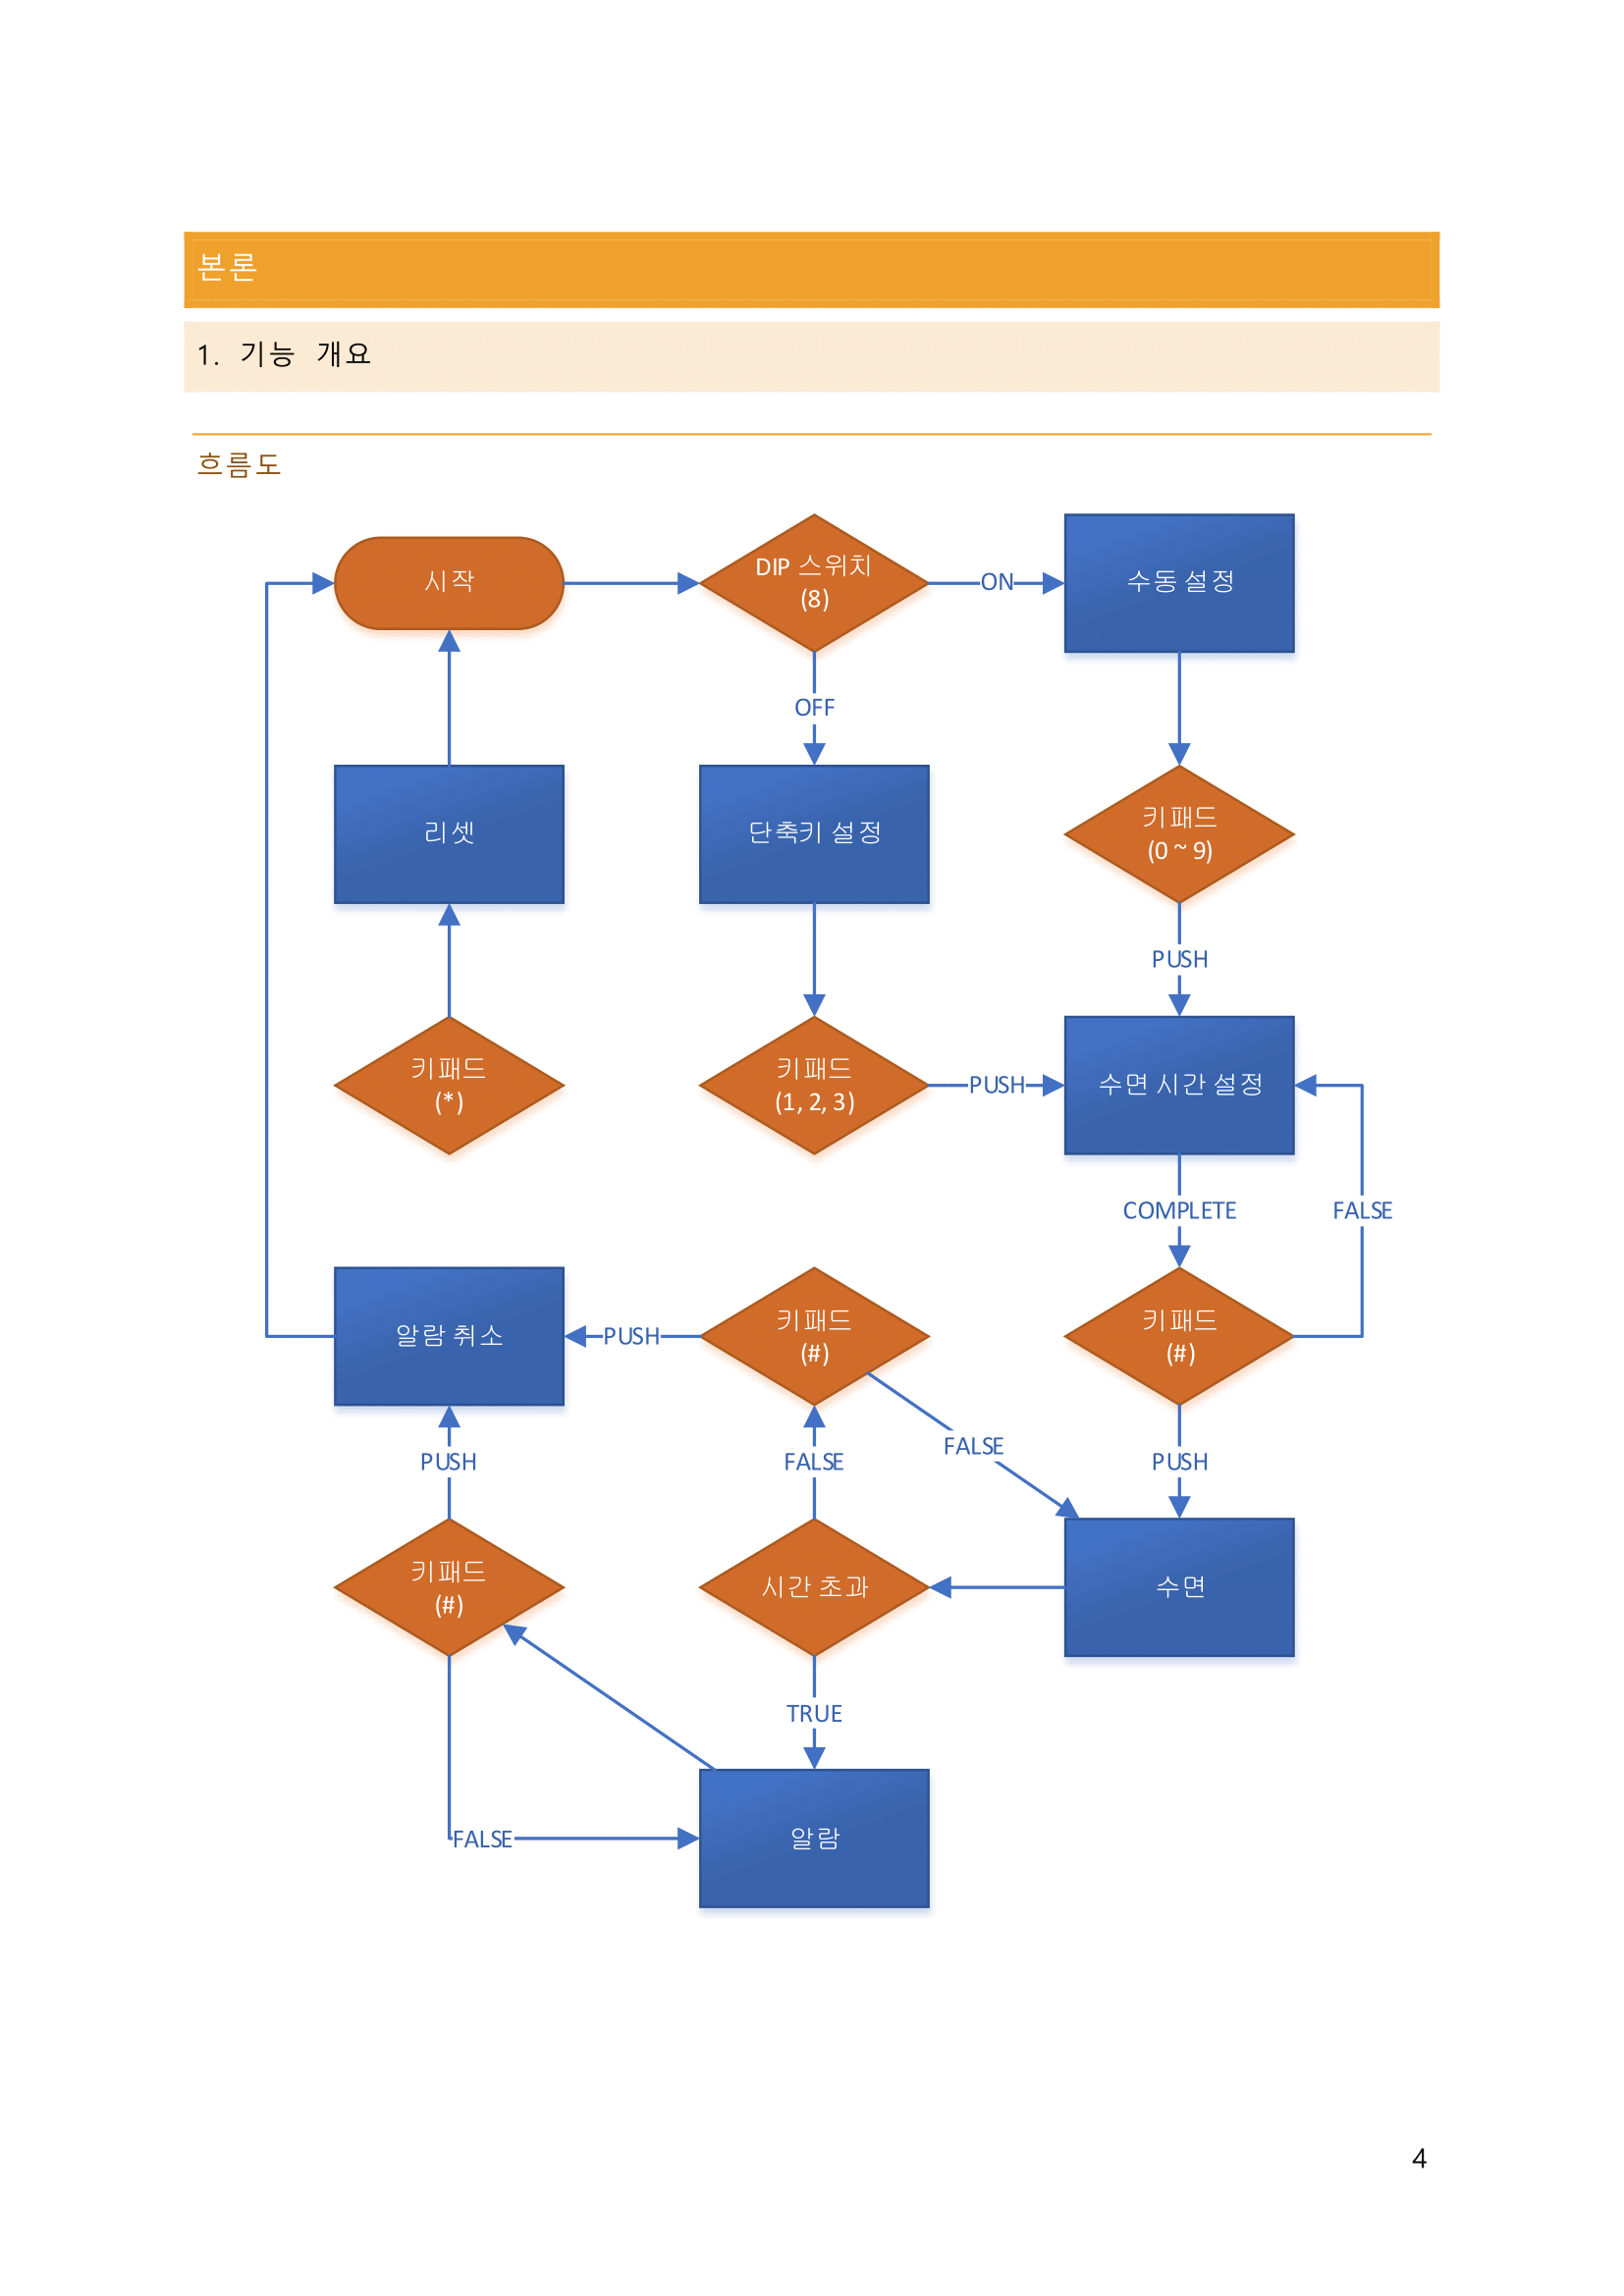 본론
1. 기능 개요
흐름도
시작
DIP 스위치
(8)
ON
수동 설정
OFF
리셋
단축키 설정
키패드
(0 ~ 9)
PUSH
키패드
(*)
키패드
(1, 2, 3)
PUSH
수면 시간 설정
COMPLETE
FALSE
알람 취소
PUSH
키패드
(#)
키패드
(#)
FALSE
PUSH
FALSE
PUSH
키패드
(#)
시간 초과
수면
TRUE
FALSE
알람
4